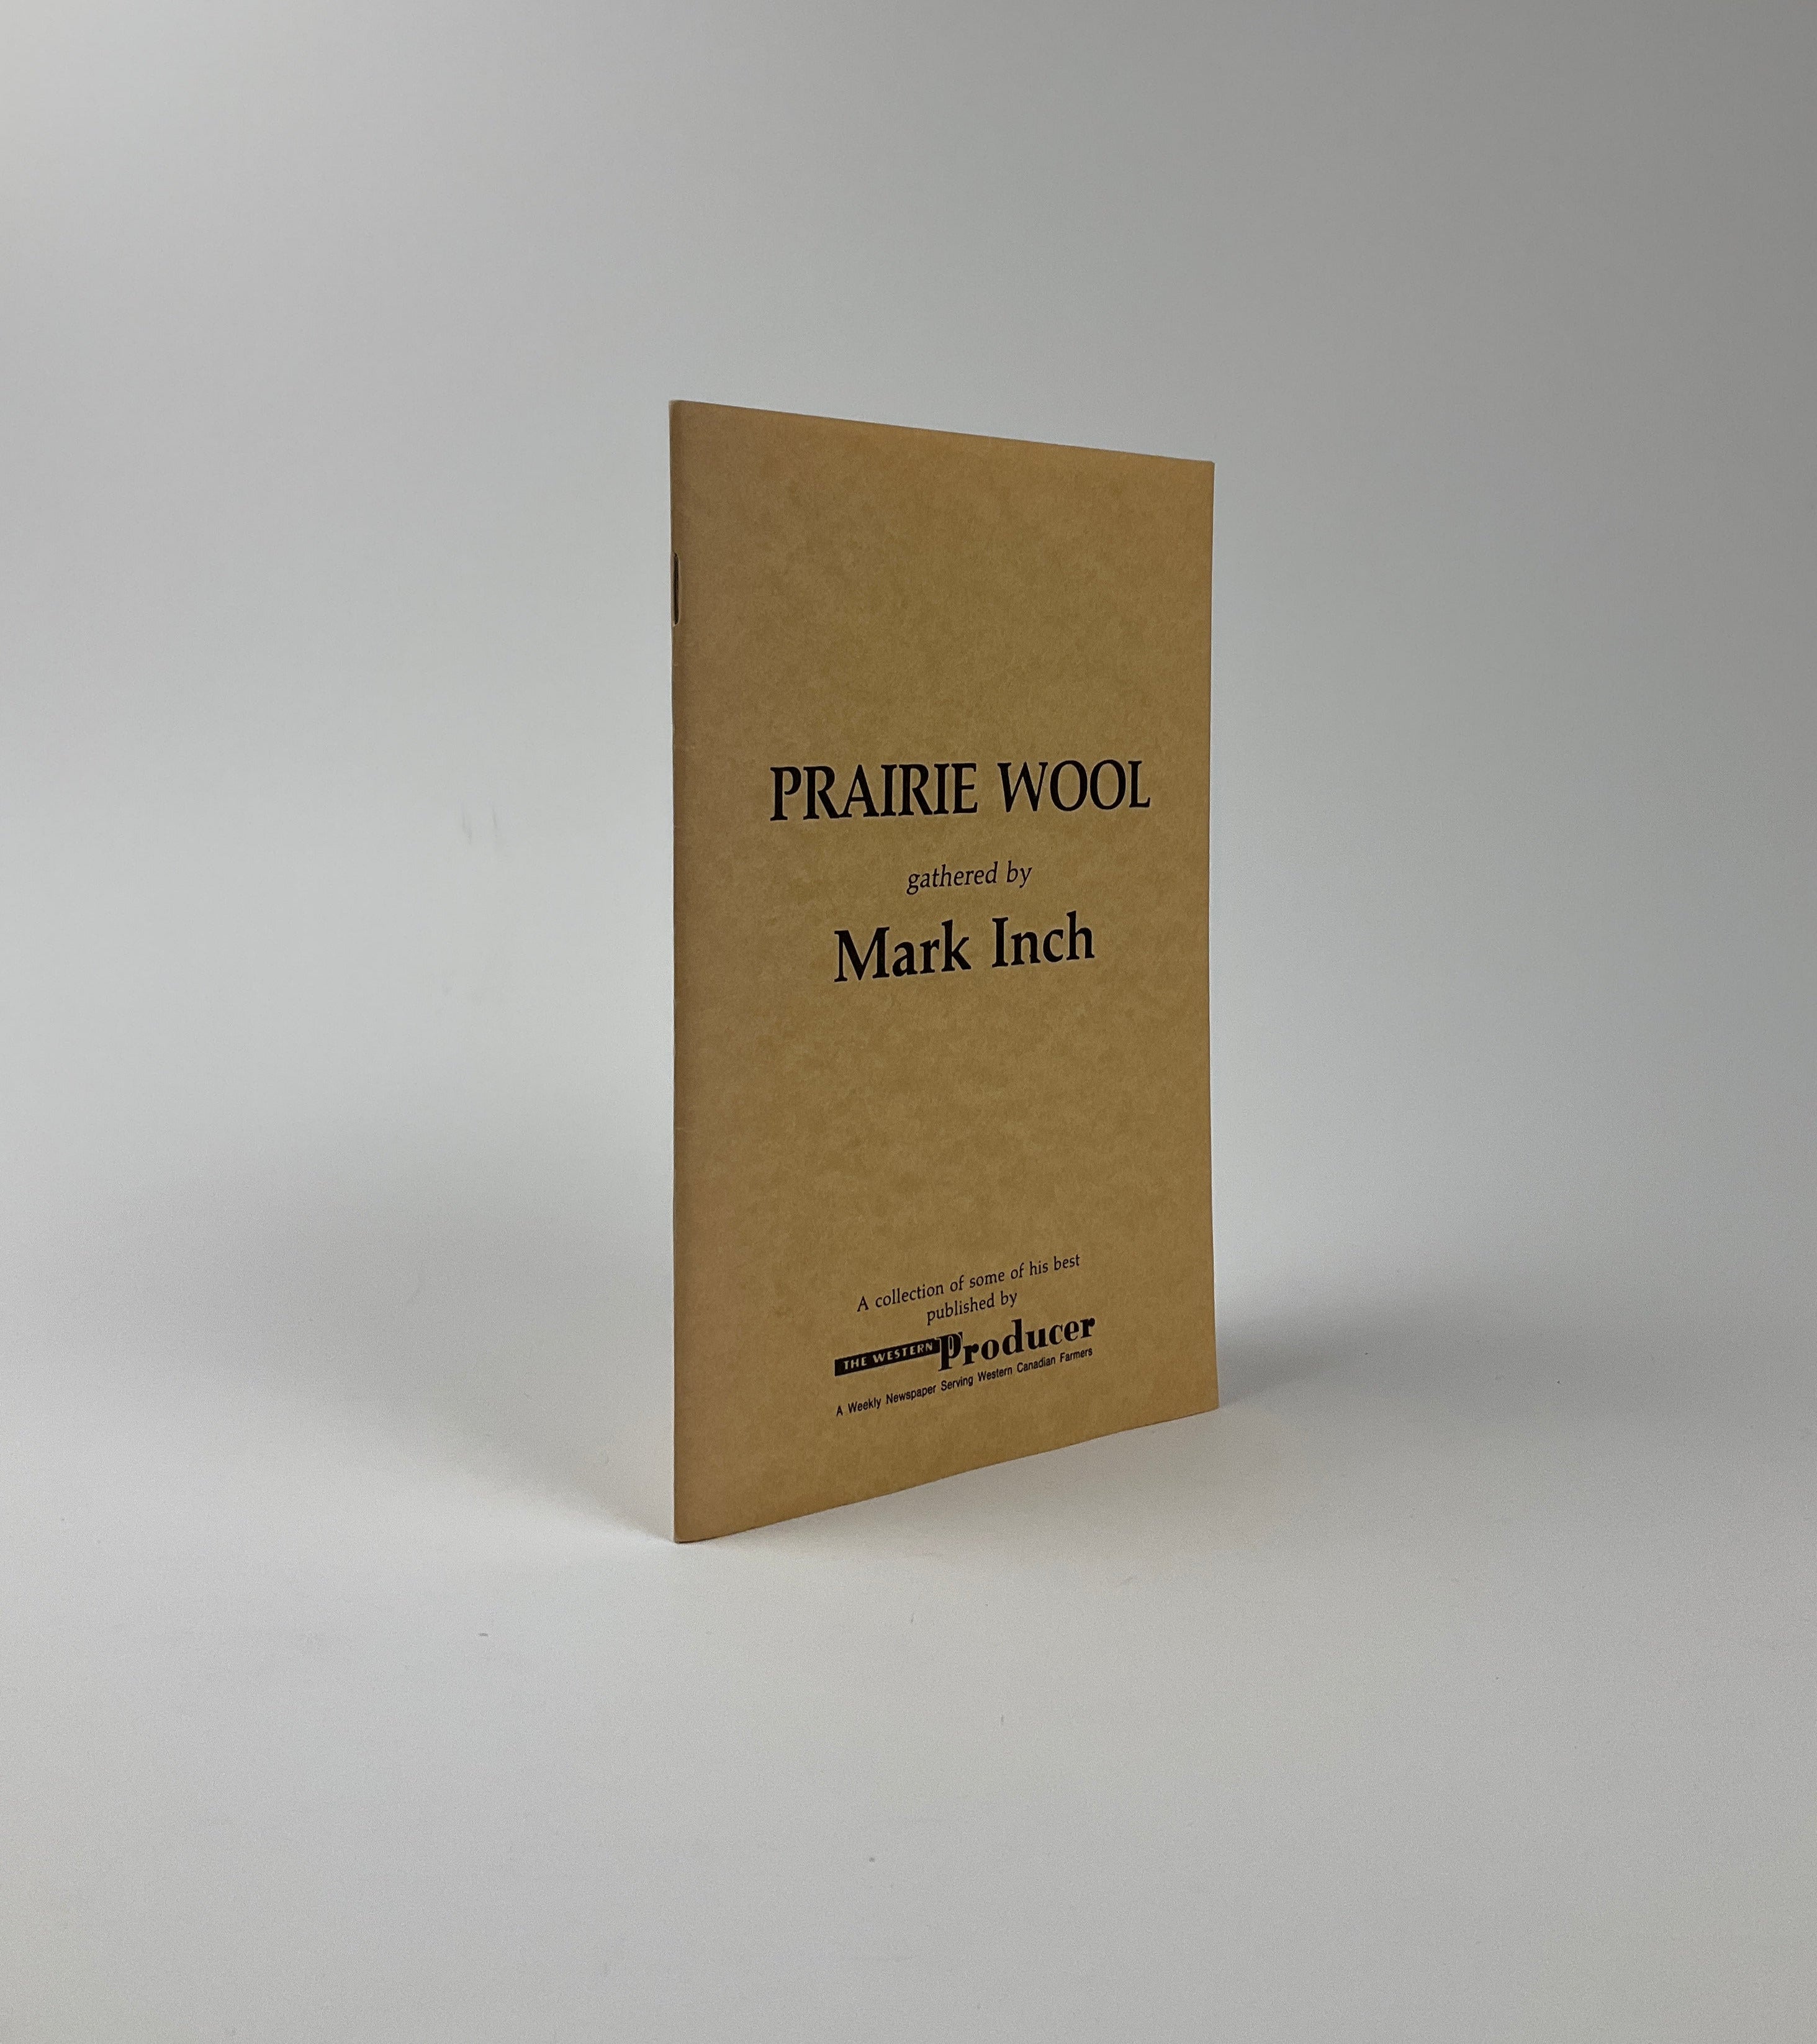 PRAIRIE WOOL
gathered by
Mark Inch
A collection of some of his best
published by
THE WESTERN Producer
A Weekly Newspaper Serving Western Canadian Farmers